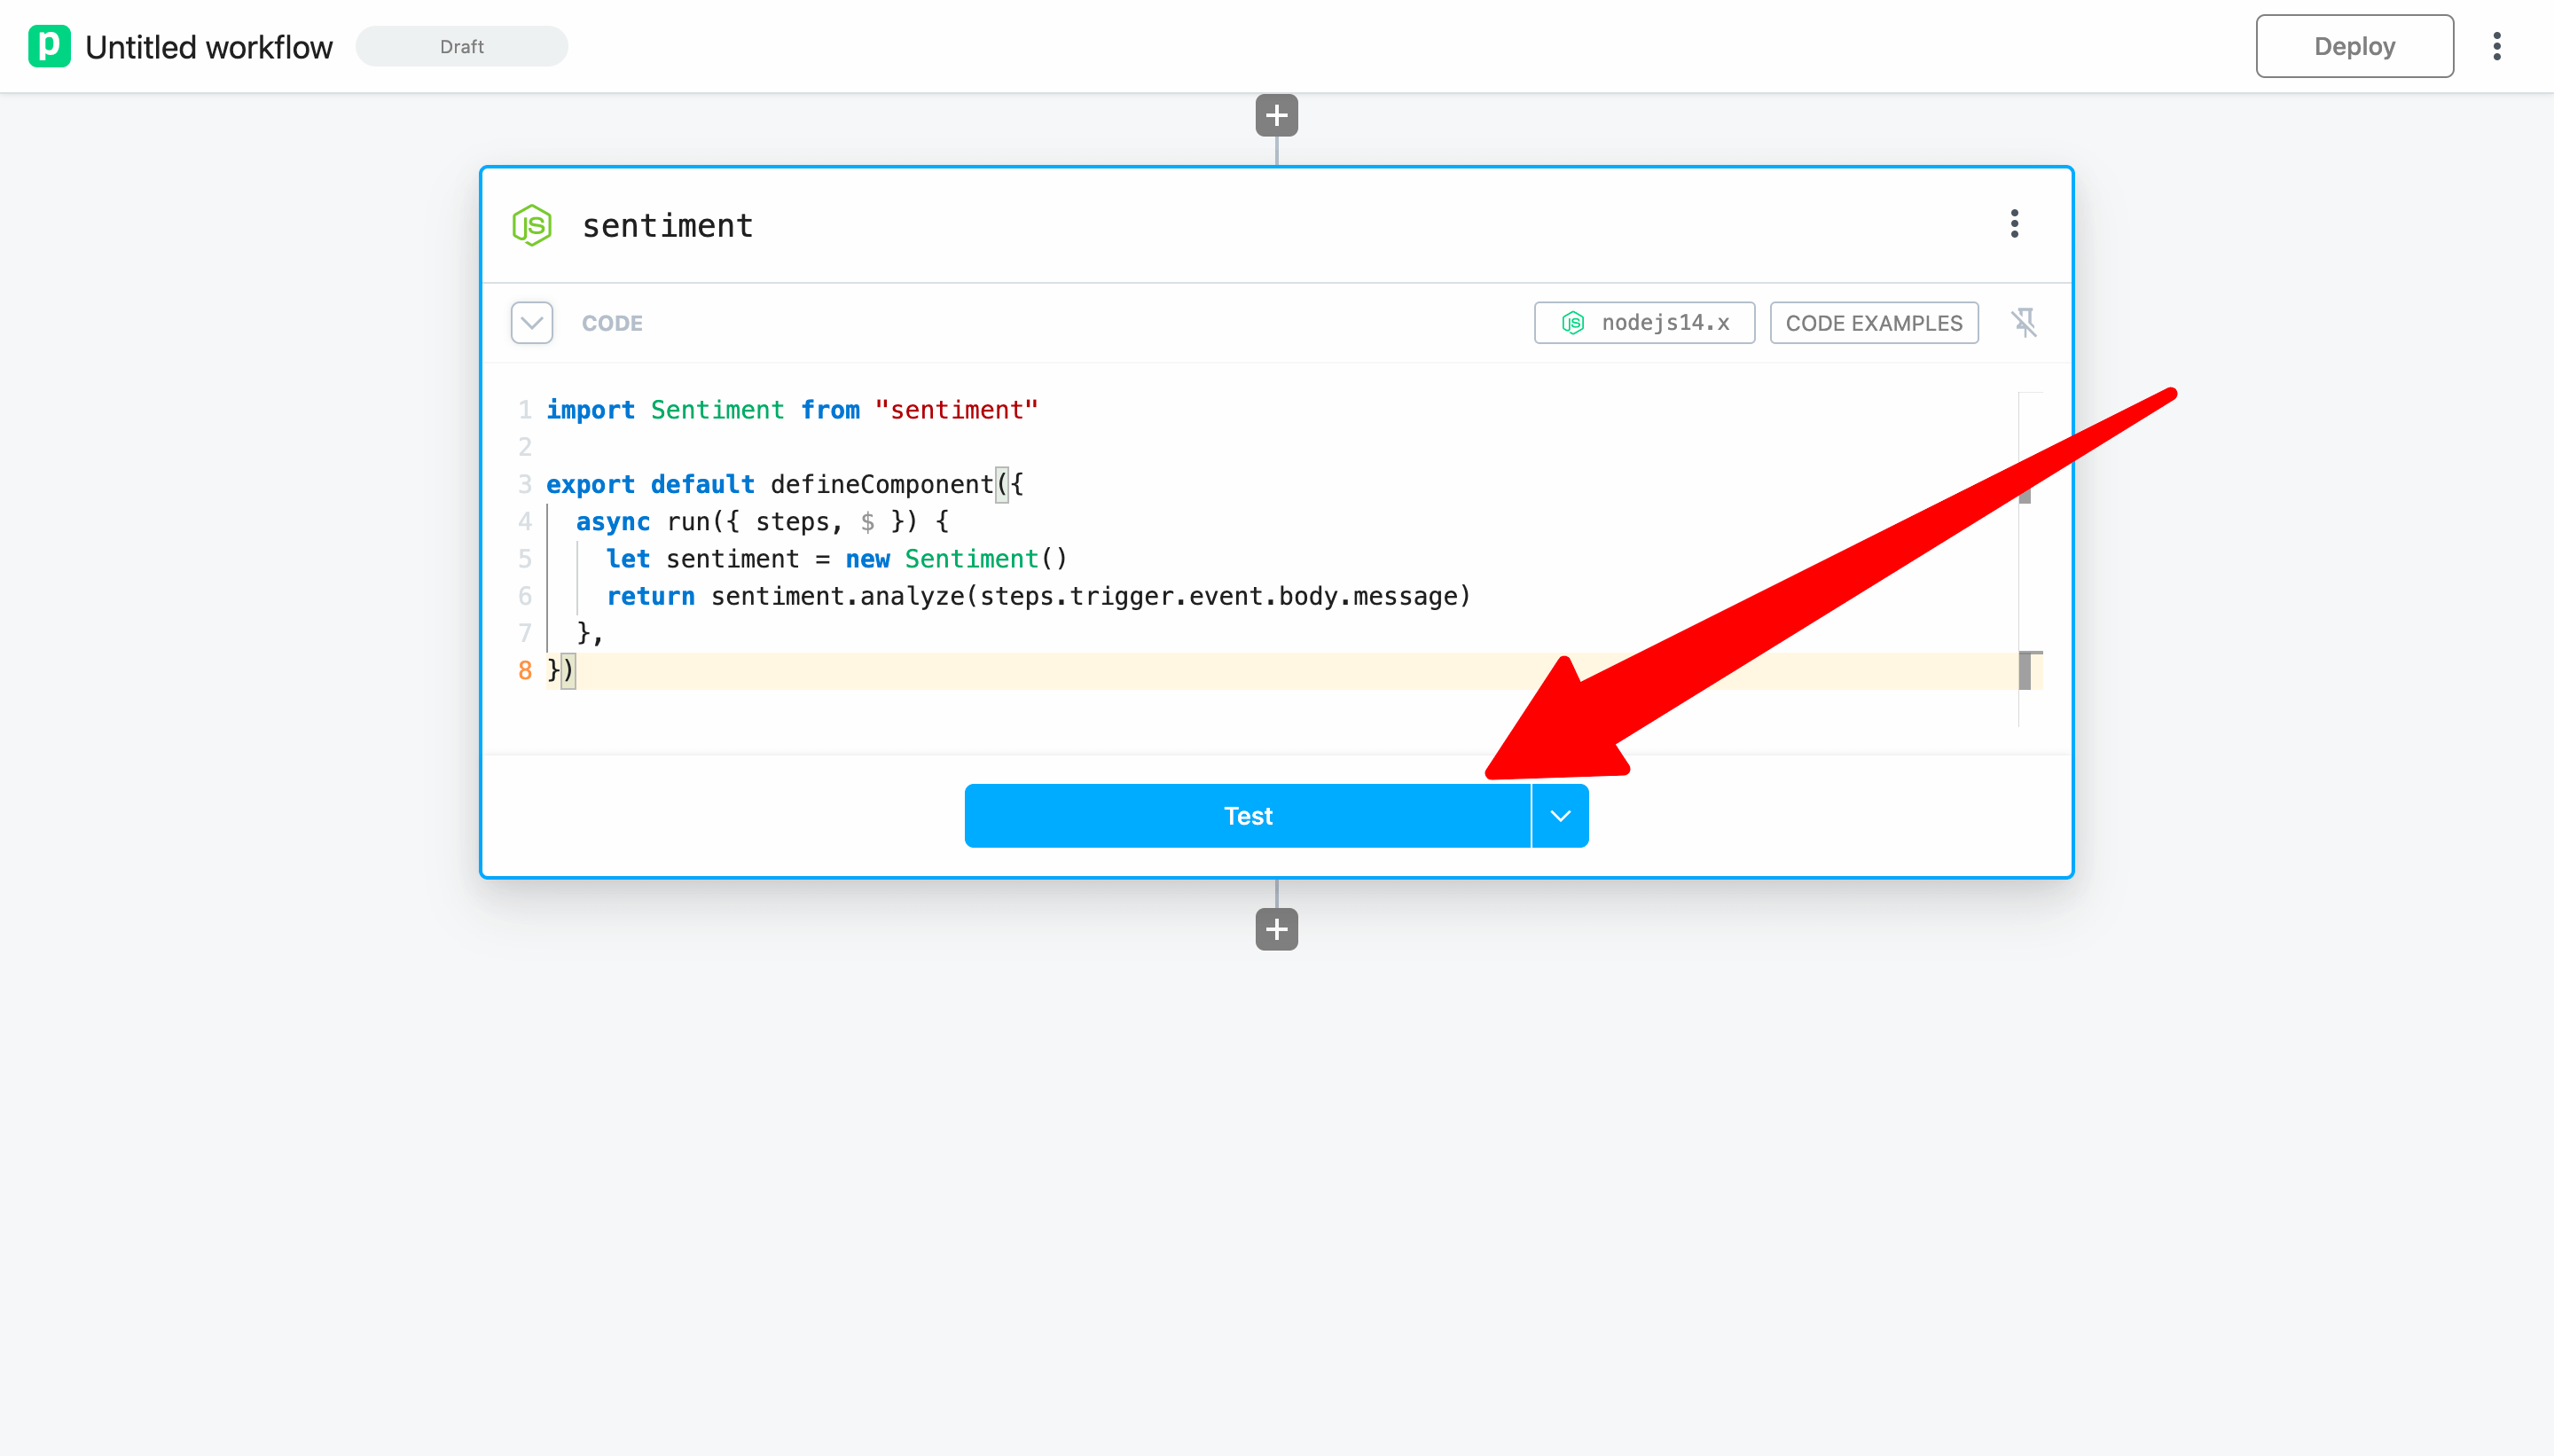 p Untitled workflow Draft Deploy
JS sentiment
CODE JS nodejs14.x CODE EXAMPLES
1 import Sentiment from "sentiment"
2
3 export default defineComponent({
4 async run({ steps, $ }) {
5 let sentiment = new Sentiment()
6 return sentiment.analyze(steps.trigger.event.body.message)
7 },
8 })
Test